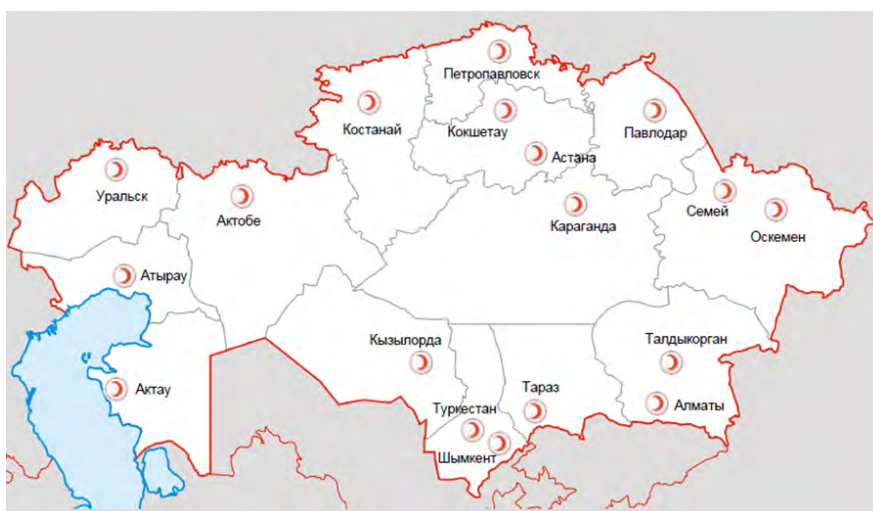 Петропавловск
Костанай
Кокшетау
Павлодар
Астана
Уральск
Актобе
Семей
Караганда
Оскемен
Атырау
Кызылорда
Талдыкорган
Актау
Тараз
Туркестан
Алматы
Шымкент